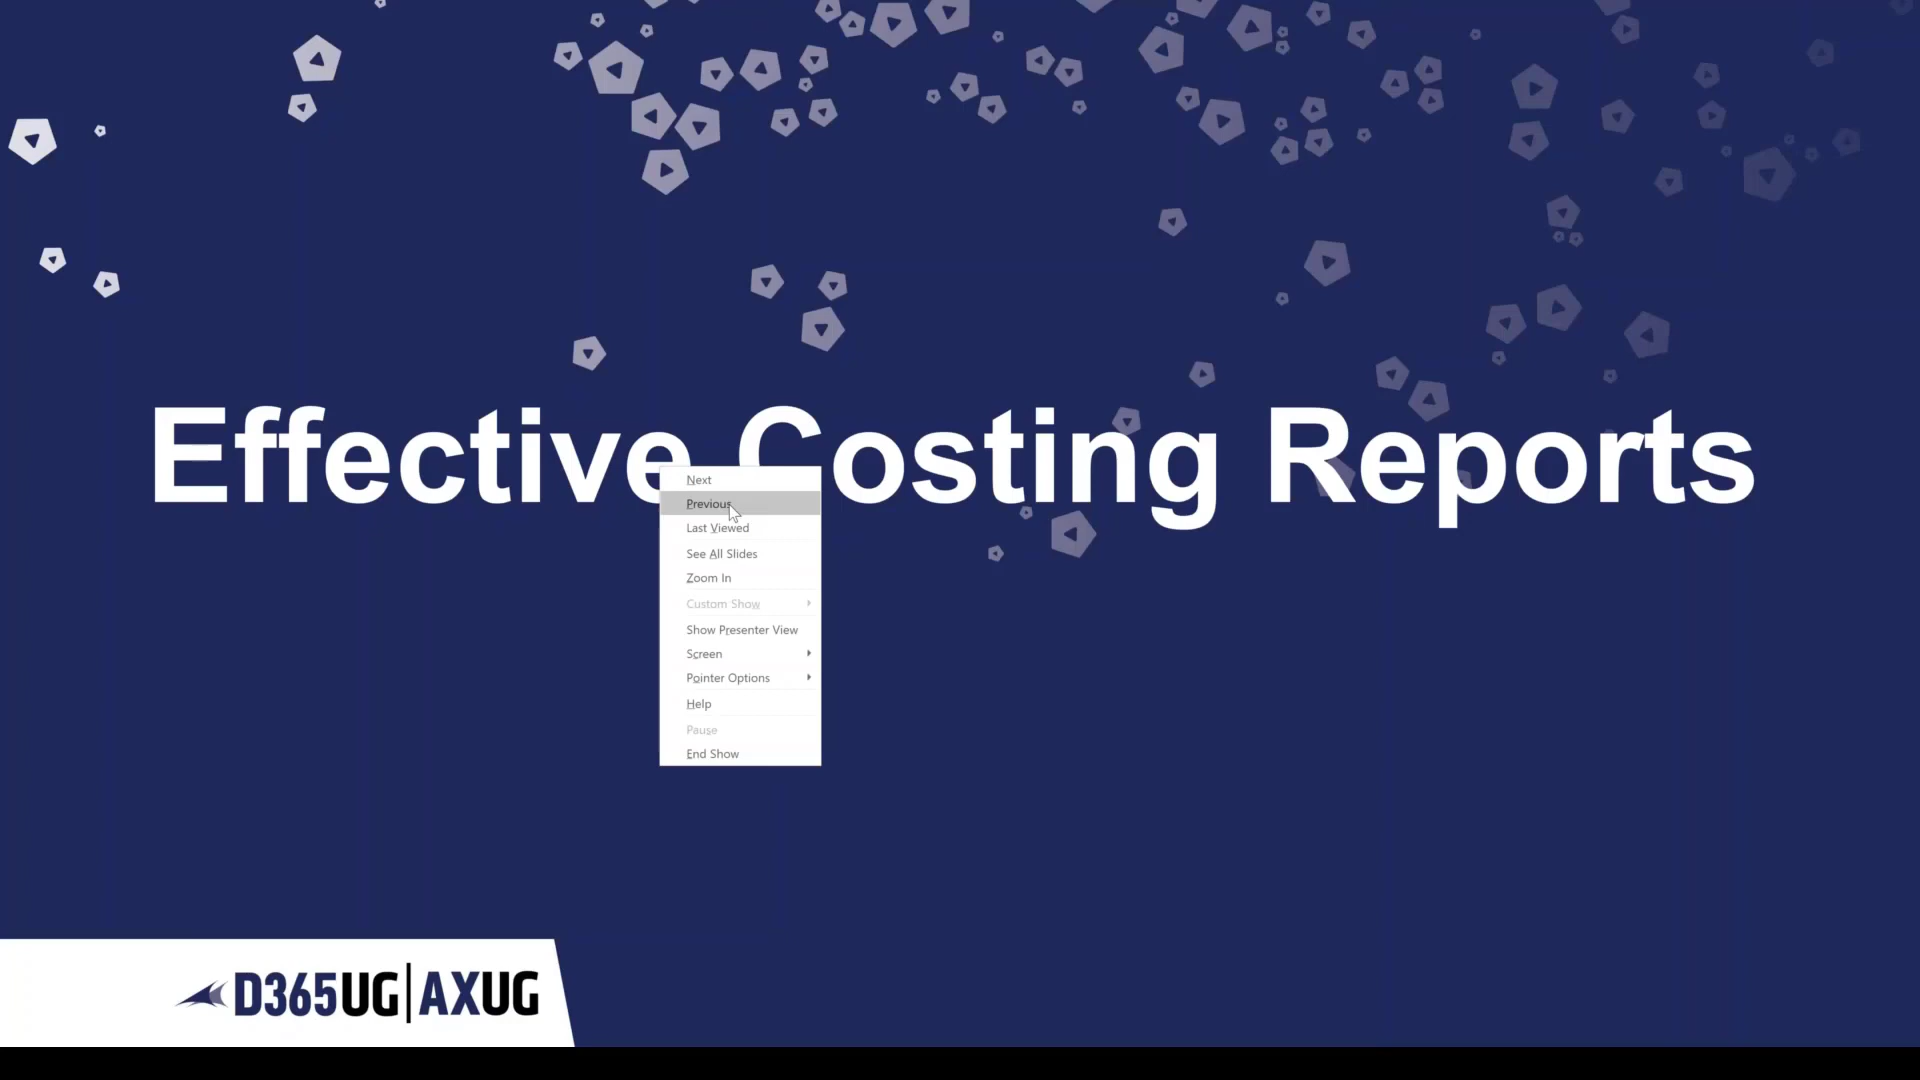 Effective Costing Reports
Next
Previous
Last Viewed
See All Slides
Zoom In
Custom Show
Show Presenter View
Screen
Pointer Options
Help
Pause
End Show
D365UG|AXUG